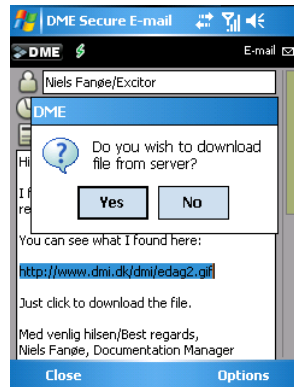 DME Secure E-mail
DME
E-mail
Niels Fangø/Excitor
DME
Do you wish to download
file from server?
Yes
No
Hi
I f
re
You can see what I found here:
http://www.dmi.dk/dmi/edag2.gif
Just click to download the file.
Med venlig hilsen/Best regards,
Niels Fangø, Documentation Manager
Close
Options